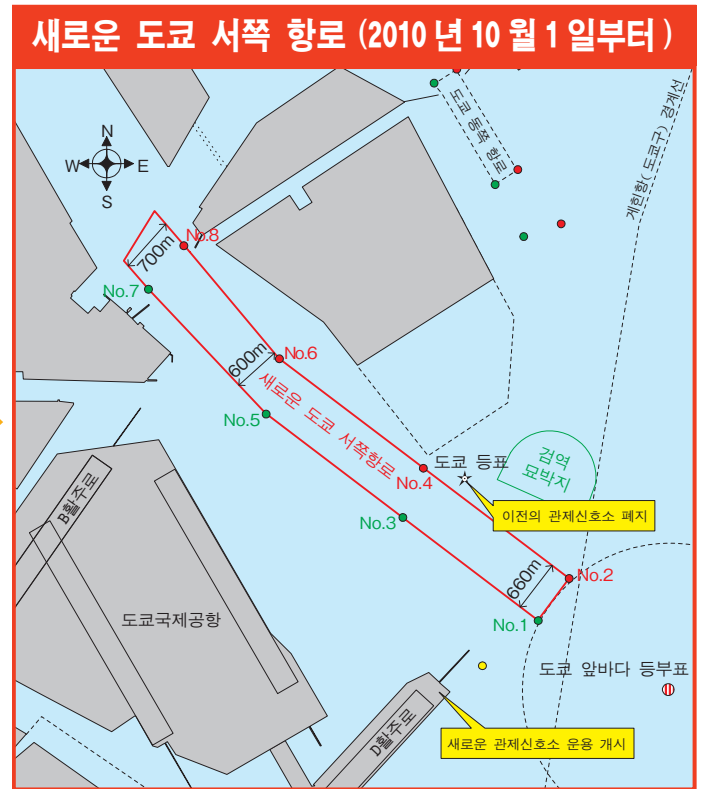 새로운 도쿄 서쪽 항로 (2010 년 10 월 1 일부터 )
도쿄 동쪽 항로
게힌항( 도쿄구) 경계선
N
W
E
S
No.8
700m
No.7
No.6
600m
새로운 도쿄 서쪽항로
No.5
도쿄 등표
No.4
검역
묘박지
B활주로
이전의 관제신호소 폐지
No.3
660m
No.2
No.1
도쿄국제공항
도쿄 앞바다 등부표
D활주로
새로운 관제신호소 운용 개시